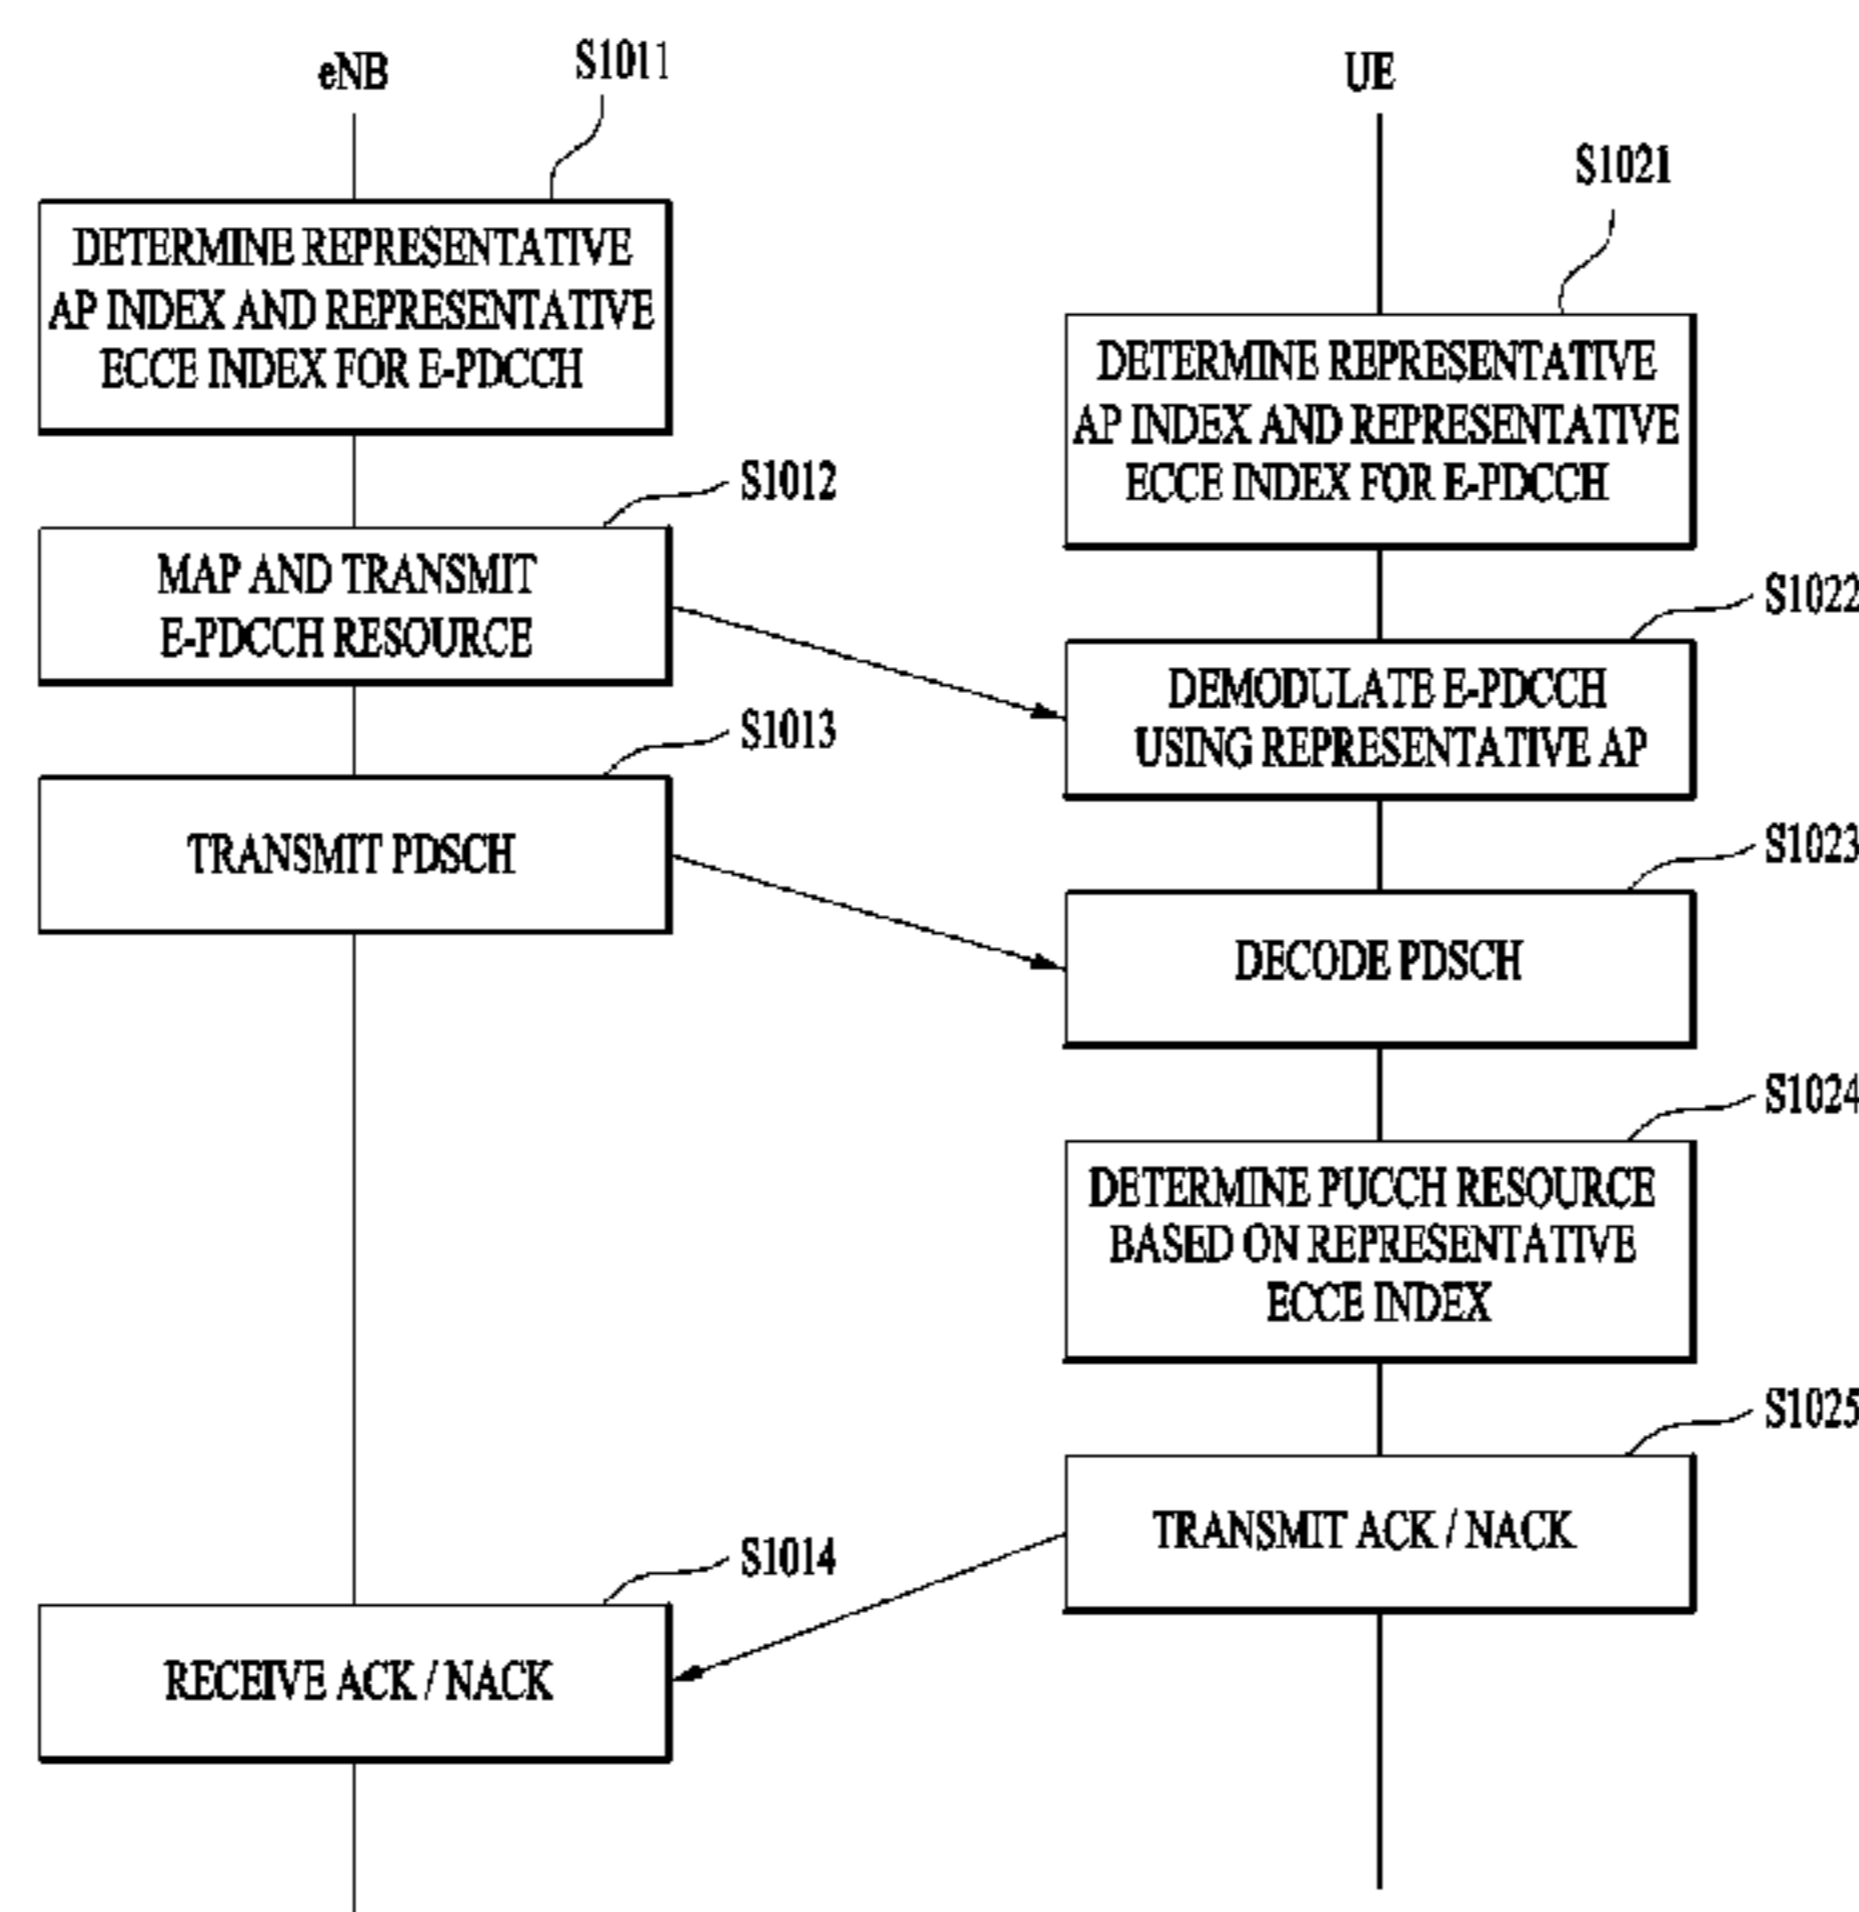 eNB
S1011
UE
S1021
DETERMINE REPRESENTATIVE
AP INDEX AND REPRESENTATIVE
ECCE INDEX FOR E-PDCCH
DETERMINE REPRESENTATIVE
AP INDEX AND REPRESENTATIVE
ECCE INDEX FOR E-PDCCH
S1012
MAP AND TRANSMIT
E-PDCCH RESOURCE
S1022
DEMODULATE E-PDCCH
USING REPRESENTATIVE AP
S1013
TRANSMIT PDSCH
S1023
DECODE PDSCH
S1024
DETERMINE PUCCH RESOURCE
BASED ON REPRESENTATIVE
ECCE INDEX
S1025
TRANSMIT ACK / NACK
S1014
RECEIVE ACK / NACK